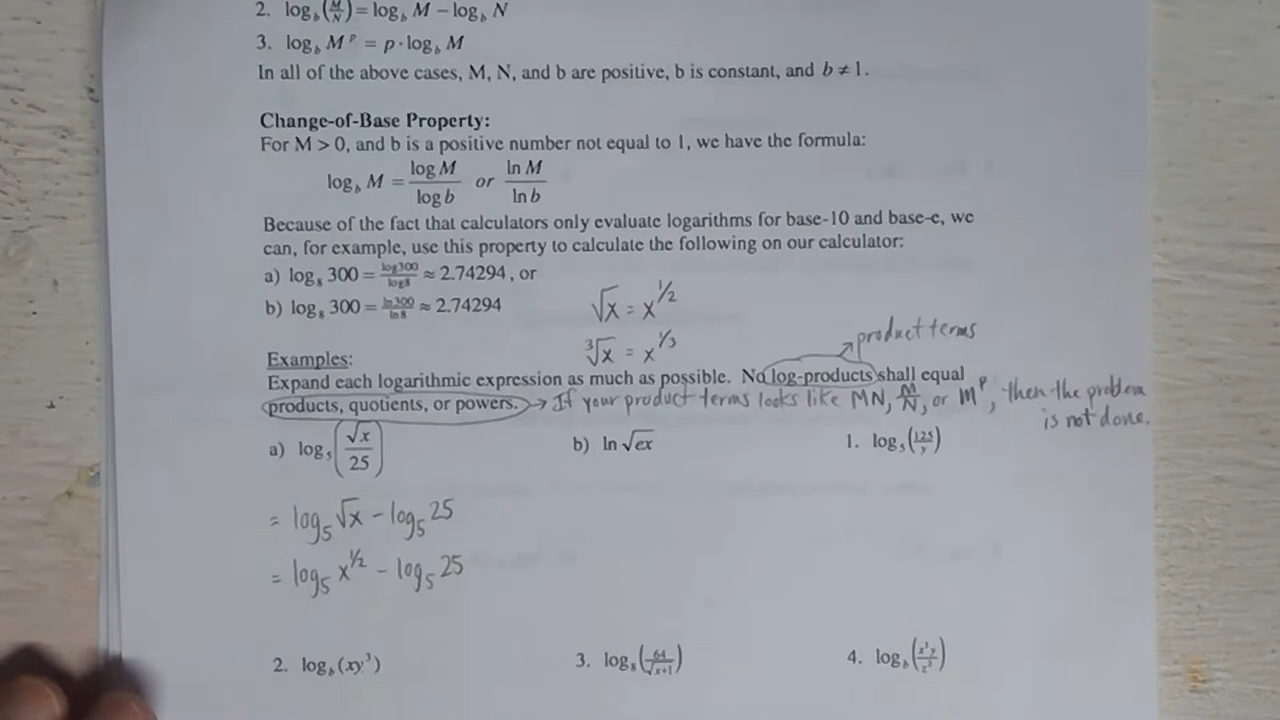 2. log_b(M/N) = log_b M − log_b N
3. log_b M^p = p · log_b M
In all of the above cases, M, N, and b are positive, b is constant, and b ≠ 1.
Change-of-Base Property:
For M > 0, and b is a positive number not equal to 1, we have the formula:
log_b M = log M / log b or ln M / ln b
Because of the fact that calculators only evaluate logarithms for base-10 and base-e, we
can, for example, use this property to calculate the following on our calculator:
a) log_8 300 = log300/log8 ≈ 2.74294, or
b) log_8 300 = ln300/ln8 ≈ 2.74294
√x = x^1/2
∛x = x^1/3
product terms
Examples:
Expand each logarithmic expression as much as possible. No log-products shall equal
products, quotients, or powers. → If your product terms looks like MN, M/N, or M^p, then the problem
is not done.
a) log_5(√x/25) b) ln √ex 1. log_5(125/y)
= log_5 √x − log_5 25
= log_5 x^1/2 − log_5 25
2. log_b(xy³) 3. log_8(64/√x+1) 4. log_b(x³y/z³)